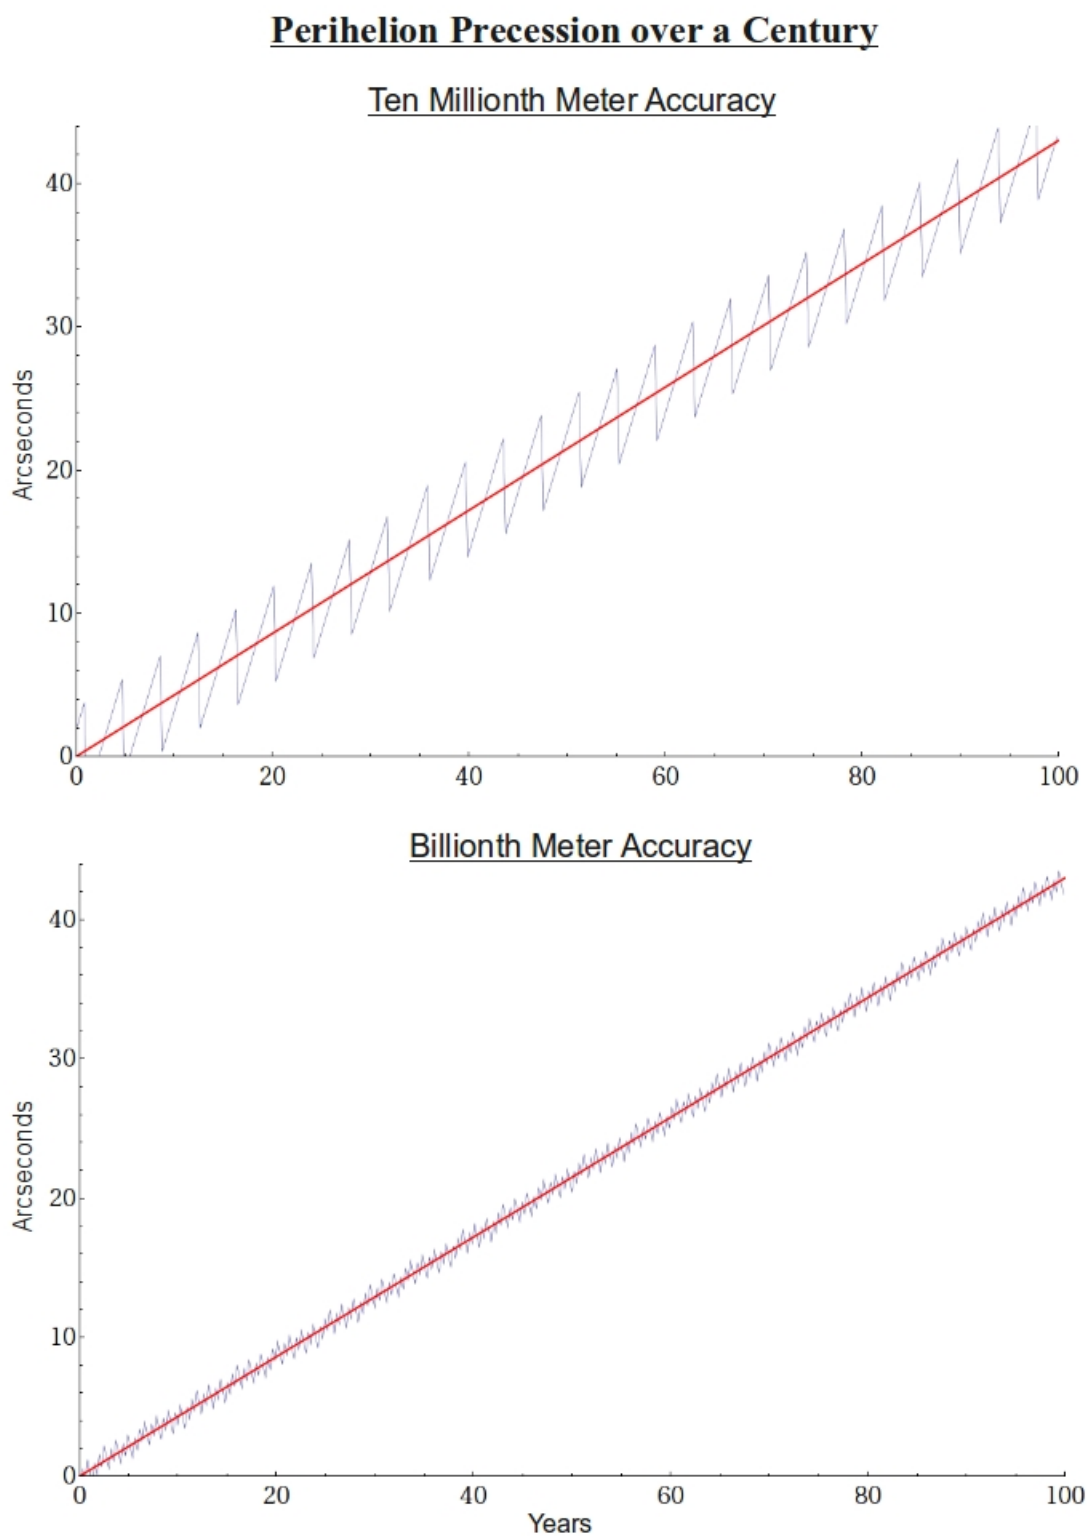 Perihelion Precession over a Century
Ten Millionth Meter Accuracy
40
30
20
10
0
Arcseconds
0 20 40 60 80 100
Billionth Meter Accuracy
40
30
20
10
0
Arcseconds
0 20 40 60 80 100
Years